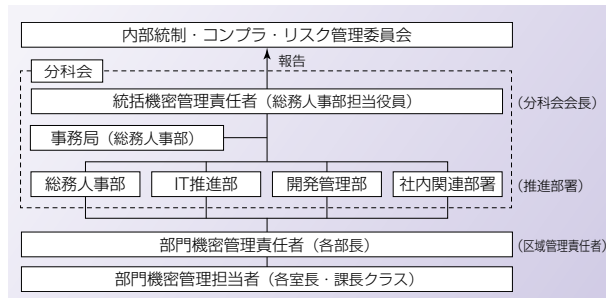 内部統制・コンプラ・リスク管理委員会
報告
分科会
統括機密管理責任者（総務人事部担当役員）
（分科会会長）
事務局（総務人事部）
総務人事部
IT推進部
開発管理部
社内関連部署
（推進部署）
部門機密管理責任者（各部長）
（区域管理責任者）
部門機密管理担当者（各室長・課長クラス）